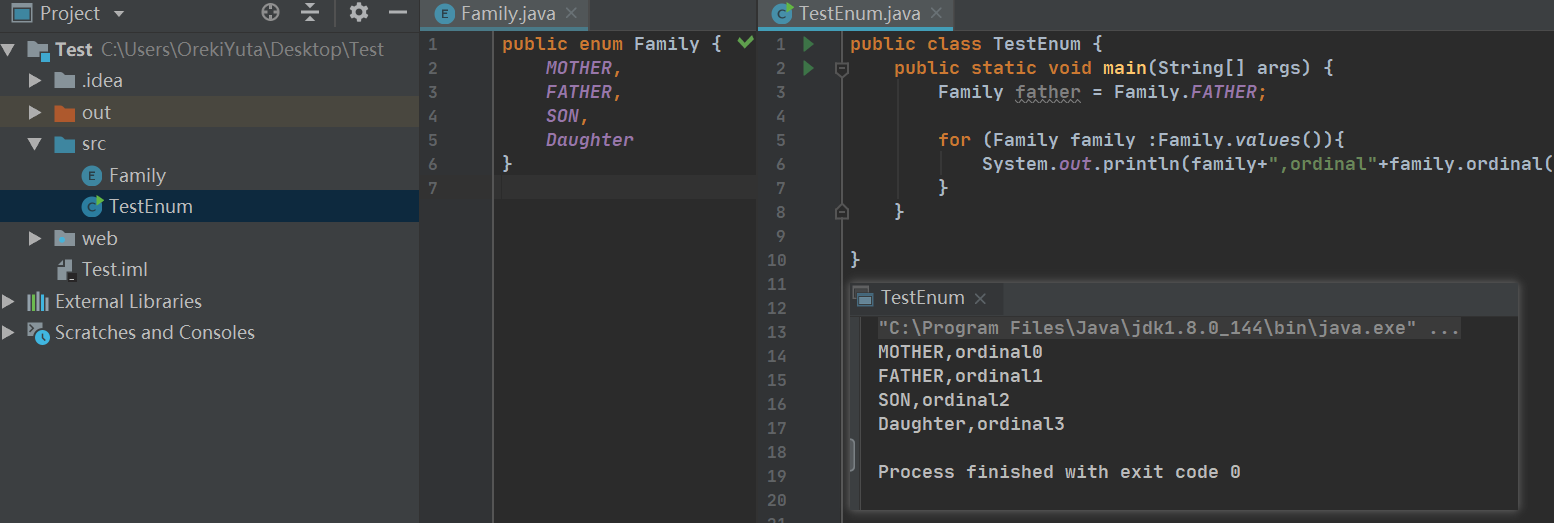 Project
Test C:\Users\OrekiYuta\Desktop\Test
.idea
out
src
Family
TestEnum
web
Test.iml
External Libraries
Scratches and Consoles
Family.java
1 public enum Family {
2 MOTHER,
3 FATHER,
4 SON,
5 Daughter
6 }
7
TestEnum.java
1 public class TestEnum {
2 public static void main(String[] args) {
3 Family father = Family.FATHER;
4
5 for (Family family :Family.values()){
6 System.out.println(family+",ordinal"+family.ordinal(
7 }
8 }
9
10 }
11
12
13
14
15
16
17
18
19
20
TestEnum
"C:\Program Files\Java\jdk1.8.0_144\bin\java.exe" ...
MOTHER,ordinal0
FATHER,ordinal1
SON,ordinal2
Daughter,ordinal3
Process finished with exit code 0